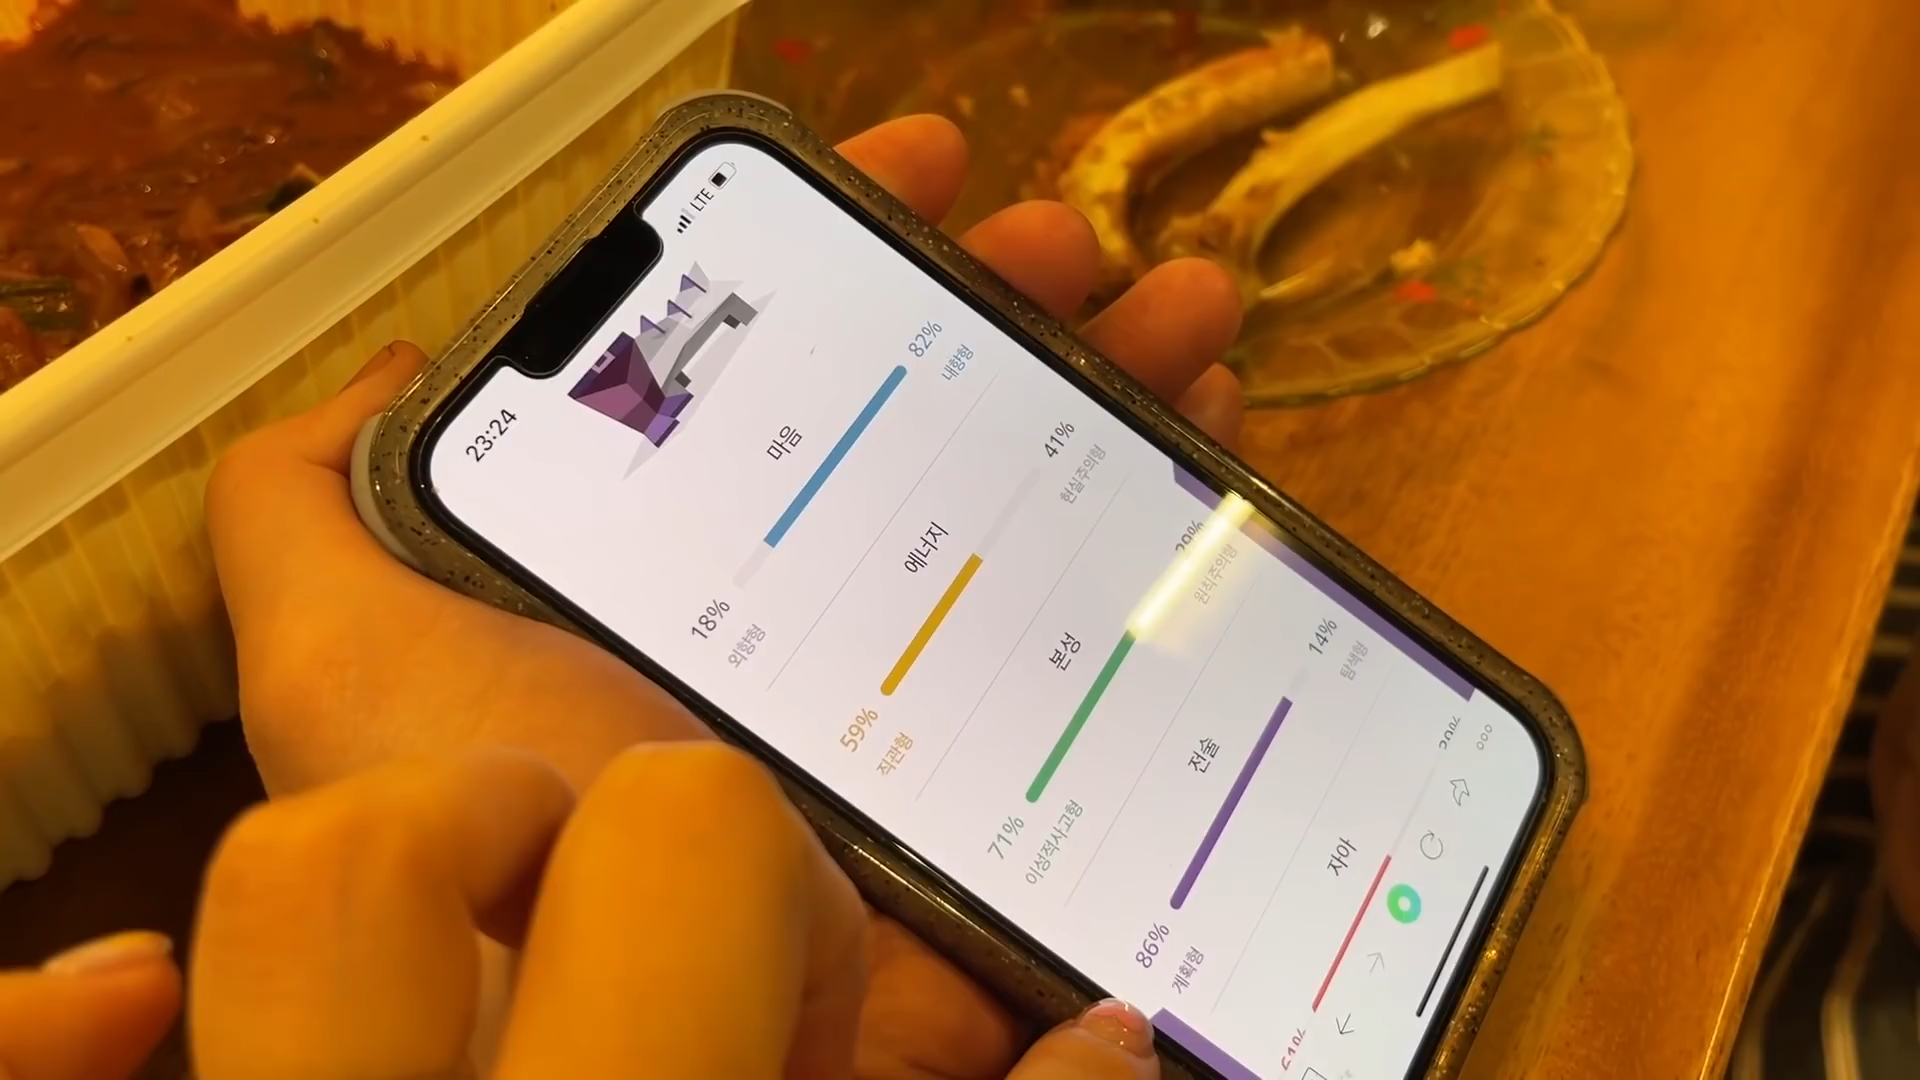 23:24
LTE
마음
18%
82%
외향형
내향형
에너지
59%
41%
직관형
현실주의형
본성
71%
29%
이성적사고형
원칙주의형
전술
86%
14%
계획형
탐색형
자아